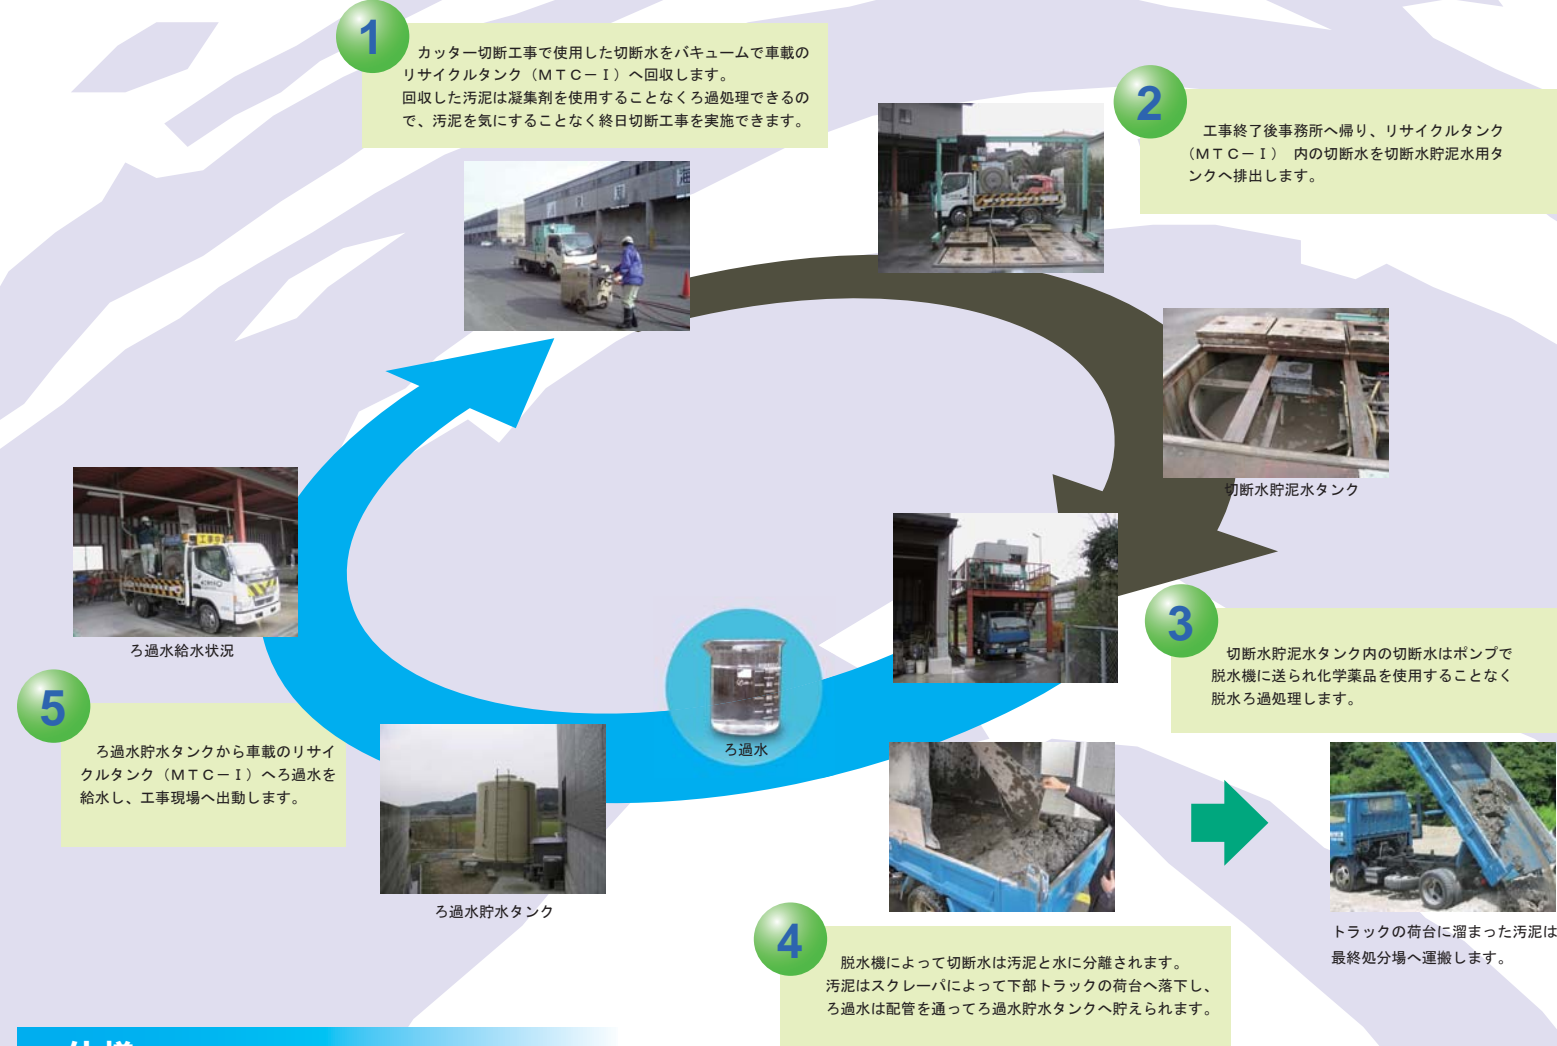 1
カッター切断工事で使用した切断水をバキュームで車載の
リサイクルタンク（ＭＴＣ－Ｉ）へ回収します。
回収した汚泥は凝集剤を使用することなくろ過処理できるの
で、汚泥を気にすることなく終日切断工事を実施できます。
2
工事終了後事務所へ帰り、リサイクルタンク
（ＭＴＣ－Ｉ） 内の切断水を切断水貯泥水用タ
ンクへ排出します。
切断水貯泥水タンク
3
切断水貯泥水タンク内の切断水はポンプで
脱水機に送られ化学薬品を使用することなく
脱水ろ過処理します。
ろ過水
4
脱水機によって切断水は汚泥と水に分離されます。
汚泥はスクレーパによって下部トラックの荷台へ落下し、
ろ過水は配管を通ってろ過水貯水タンクへ貯えられます。
トラックの荷台に溜まった汚泥は
最終処分場へ運搬します。
ろ過水貯水タンク
ろ過水給水状況
工事中
5
ろ過水貯水タンクから車載のリサイ
クルタンク（ＭＴＣ－Ｉ）へろ過水を
給水し、工事現場へ出動します。
仕様